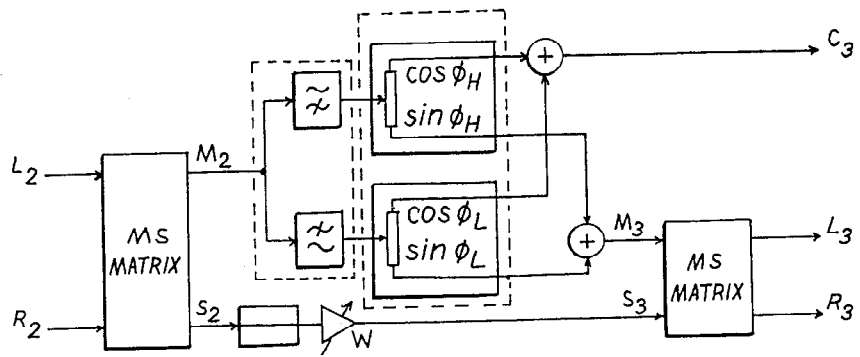 C₃
cos ϕH
sin ϕH
L₂
M₂
MS
MATRIX
cos ϕL
sin ϕL
M₃
L₃
MS
MATRIX
R₂
S₂
W
S₃
R₃